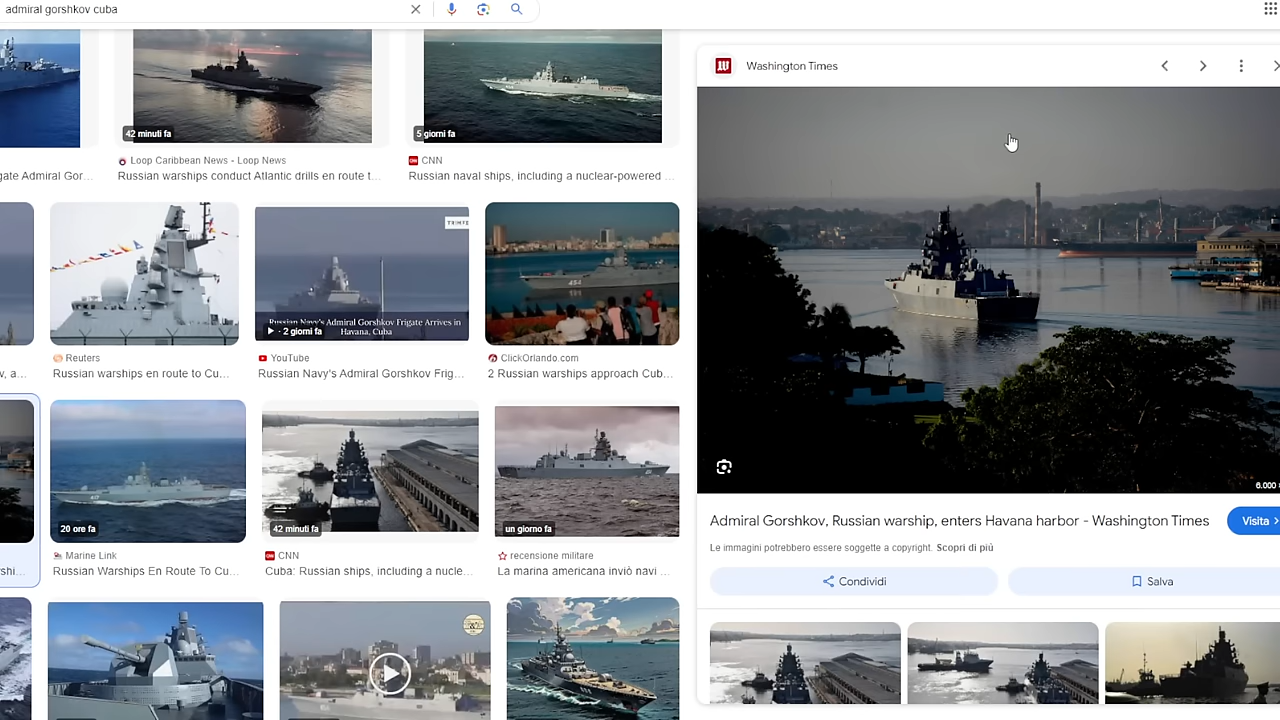 admiral gorshkov cuba
Washington Times
42 minuti fa
5 giorni fa
Loop Caribbean News - Loop News
CNN
gate Admiral Gor...
Russian warships conduct Atlantic drills en route t...
Russian naval ships, including a nuclear-powered ...
454
Russian Navy's Admiral Gorshkov Frigate Arrives in
Havana, Cuba
2 giorni fa
Reuters
YouTube
ClickOrlando.com
v, a...
Russian warships en route to Cu...
Russian Navy's Admiral Gorshkov Frig...
2 Russian warships approach Cub...
6.000
20 ore fa
42 minuti fa
un giorno fa
Admiral Gorshkov, Russian warship, enters Havana harbor - Washington Times
Visita
Le immagini potrebbero essere soggette a copyright. Scopri di più
Marine Link
CNN
recensione militare
rshi...
Russian Warships En Route To Cu...
Cuba: Russian ships, including a nucle...
La marina americana inviò navi ...
Condividi
Salva